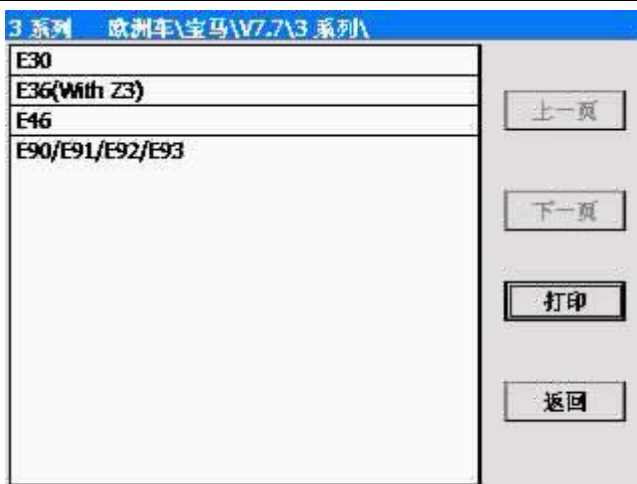 3 系列 欧洲车\宝马\V7.7\3 系列\
E30
E36(With Z3)
E46
E90/E91/E92/E93
上一页
下一页
打印
返回